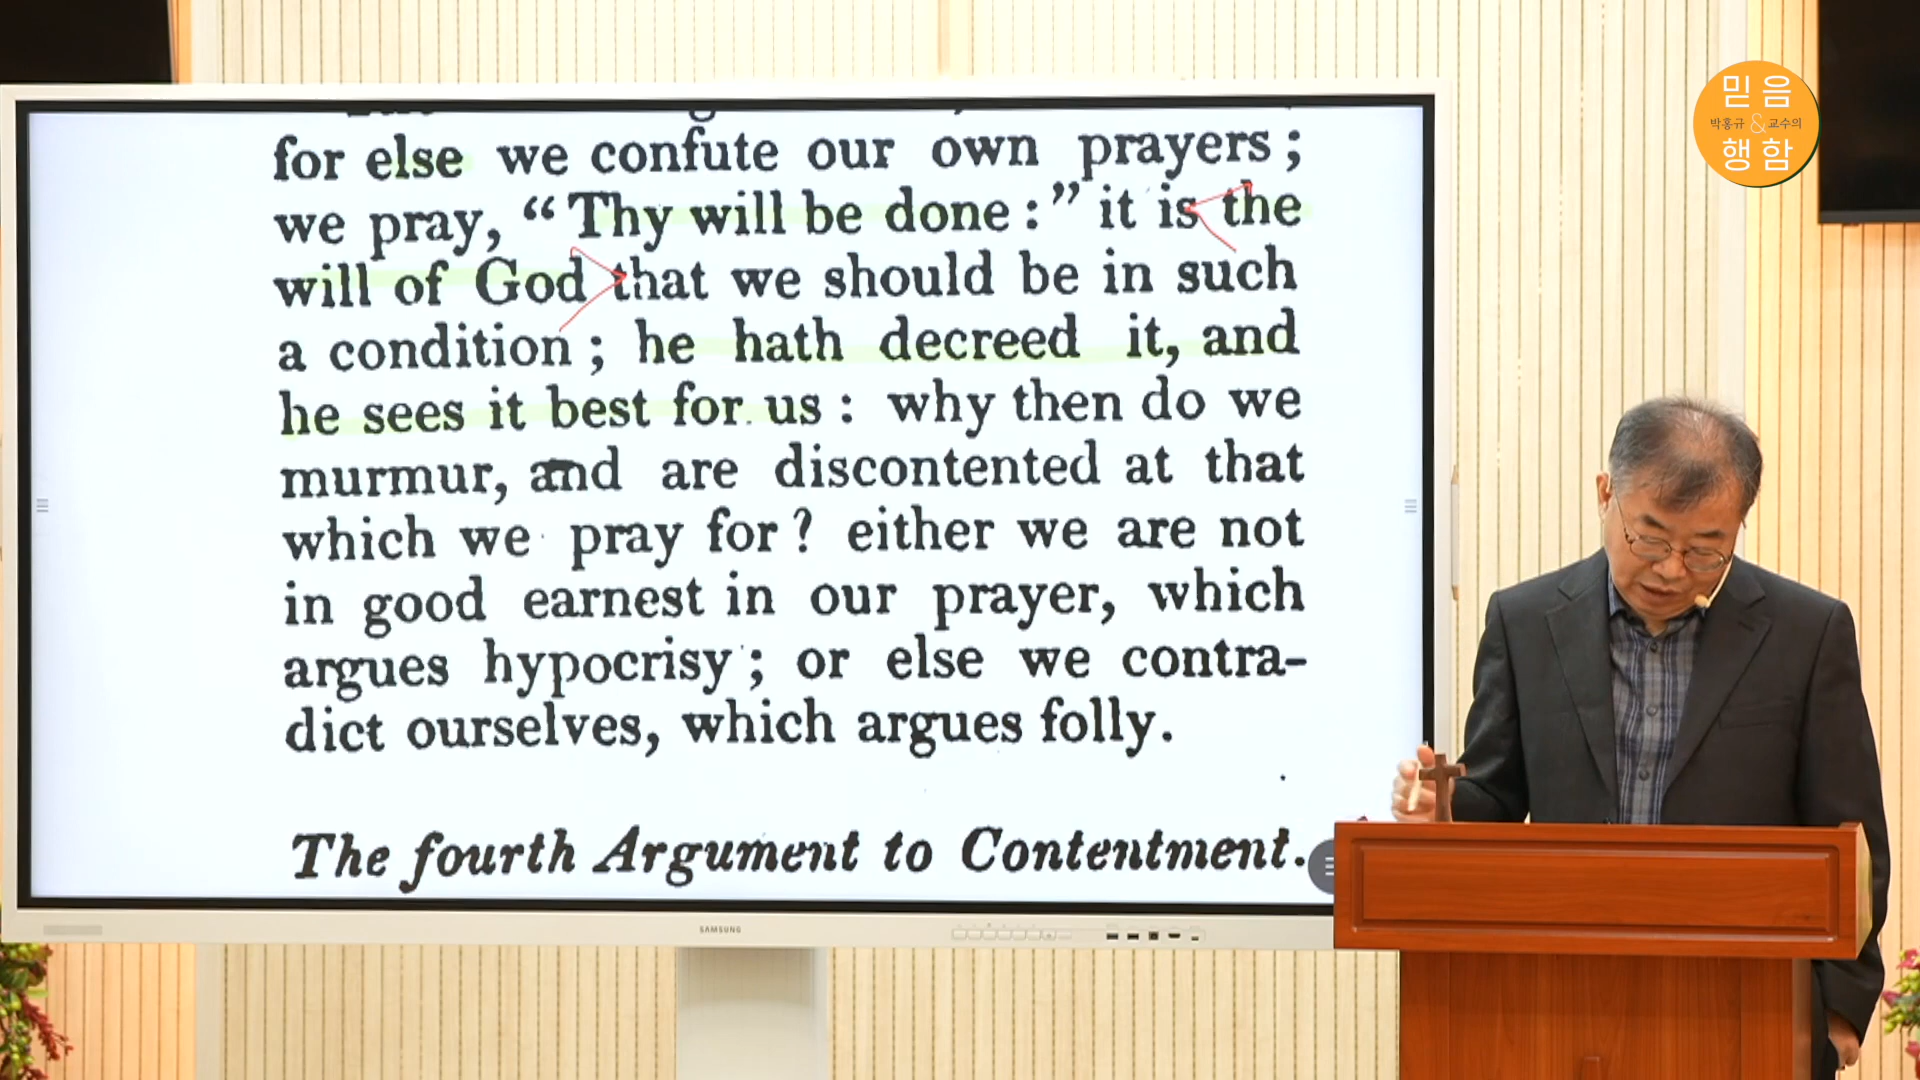 for else we confute our own prayers ;
we pray, “ Thy will be done : ” it is the
will of God that we should be in such
a condition ; he hath decreed it, and
he sees it best for us : why then do we
murmur, and are discontented at that
which we pray for ? either we are not
in good earnest in our prayer, which
argues hypocrisy ; or else we contra-
dict ourselves, which argues folly.
The fourth Argument to Contentment.
SAMSUNG
믿음
박홍규 & 교수의
행함